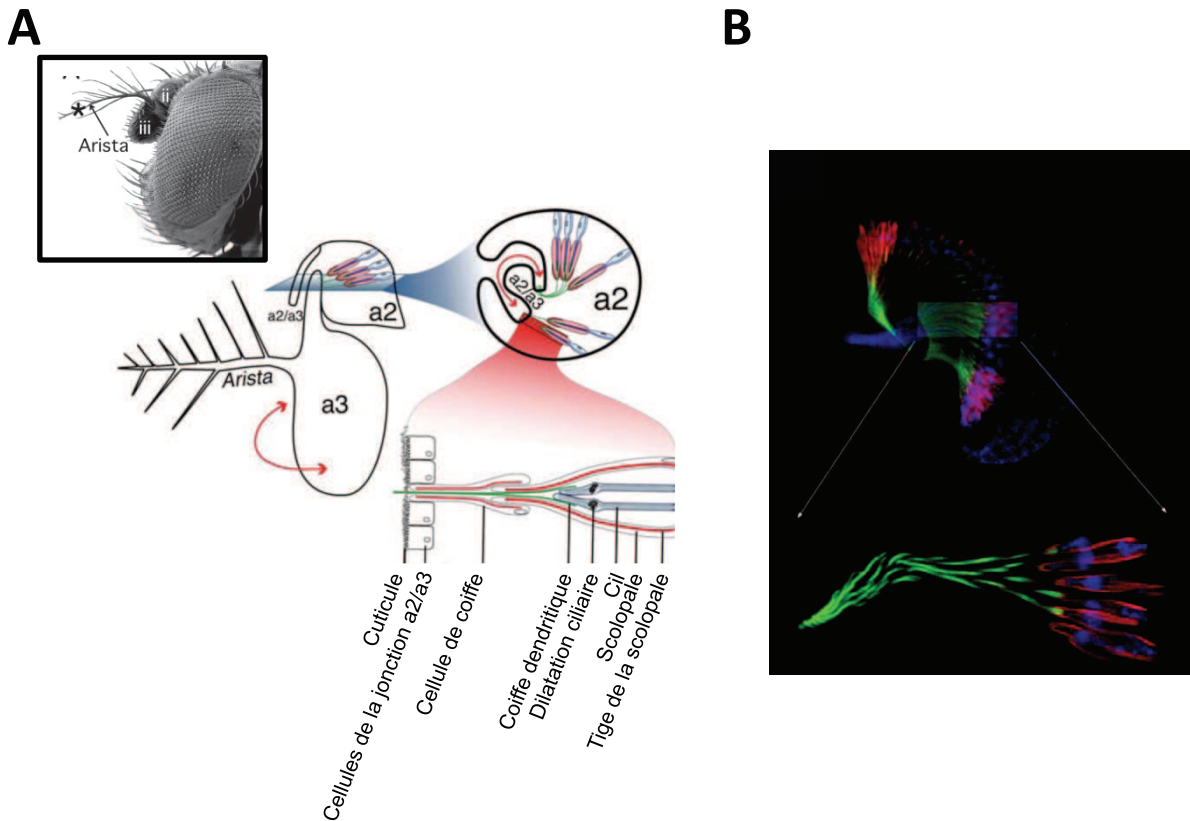 A
B
ii
*
iii
Arista
a2/a3
a2
a2/a3
a2
Arista
a3
Cuticule
Cellules de la jonction a2/a3
Cellule de coiffe
Coiffe dendritique
Dilatation ciliaire
Cil
Scolopale
Tige de la scolopale